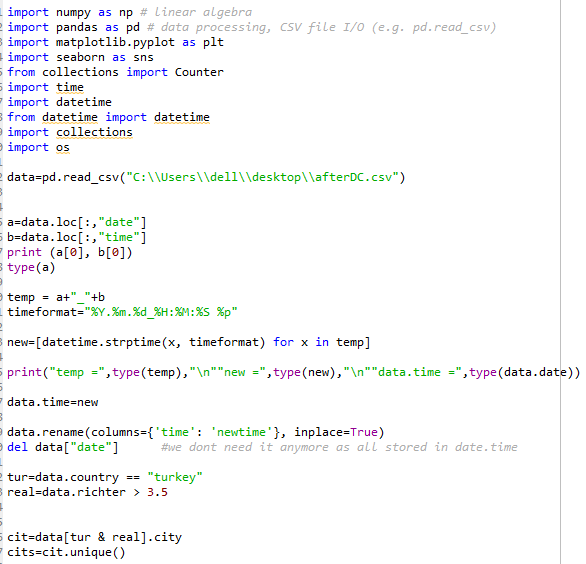 import numpy as np # linear algebra
import pandas as pd # data processing, CSV file I/O (e.g. pd.read_csv)
import matplotlib.pyplot as plt
import seaborn as sns
from collections import Counter
import time
import datetime
from datetime import datetime
import collections
import os
data=pd.read_csv("C:\\Users\\dell\\desktop\\afterDC.csv")
a=data.loc[:,"date"]
b=data.loc[:,"time"]
print (a[0], b[0])
type(a)
temp = a+"_"+b
timeformat="%Y.%m.%d_%H:%M:%S %p"
new=[datetime.strptime(x, timeformat) for x in temp]
print("temp =",type(temp),"\n""new =",type(new),"\n""data.time =",type(data.date))
data.time=new
data.rename(columns={'time': 'newtime'}, inplace=True)
del data["date"]      #we dont need it anymore as all stored in date.time
tur=data.country == "turkey"
real=data.richter > 3.5
cit=data[tur & real].city
cits=cit.unique()